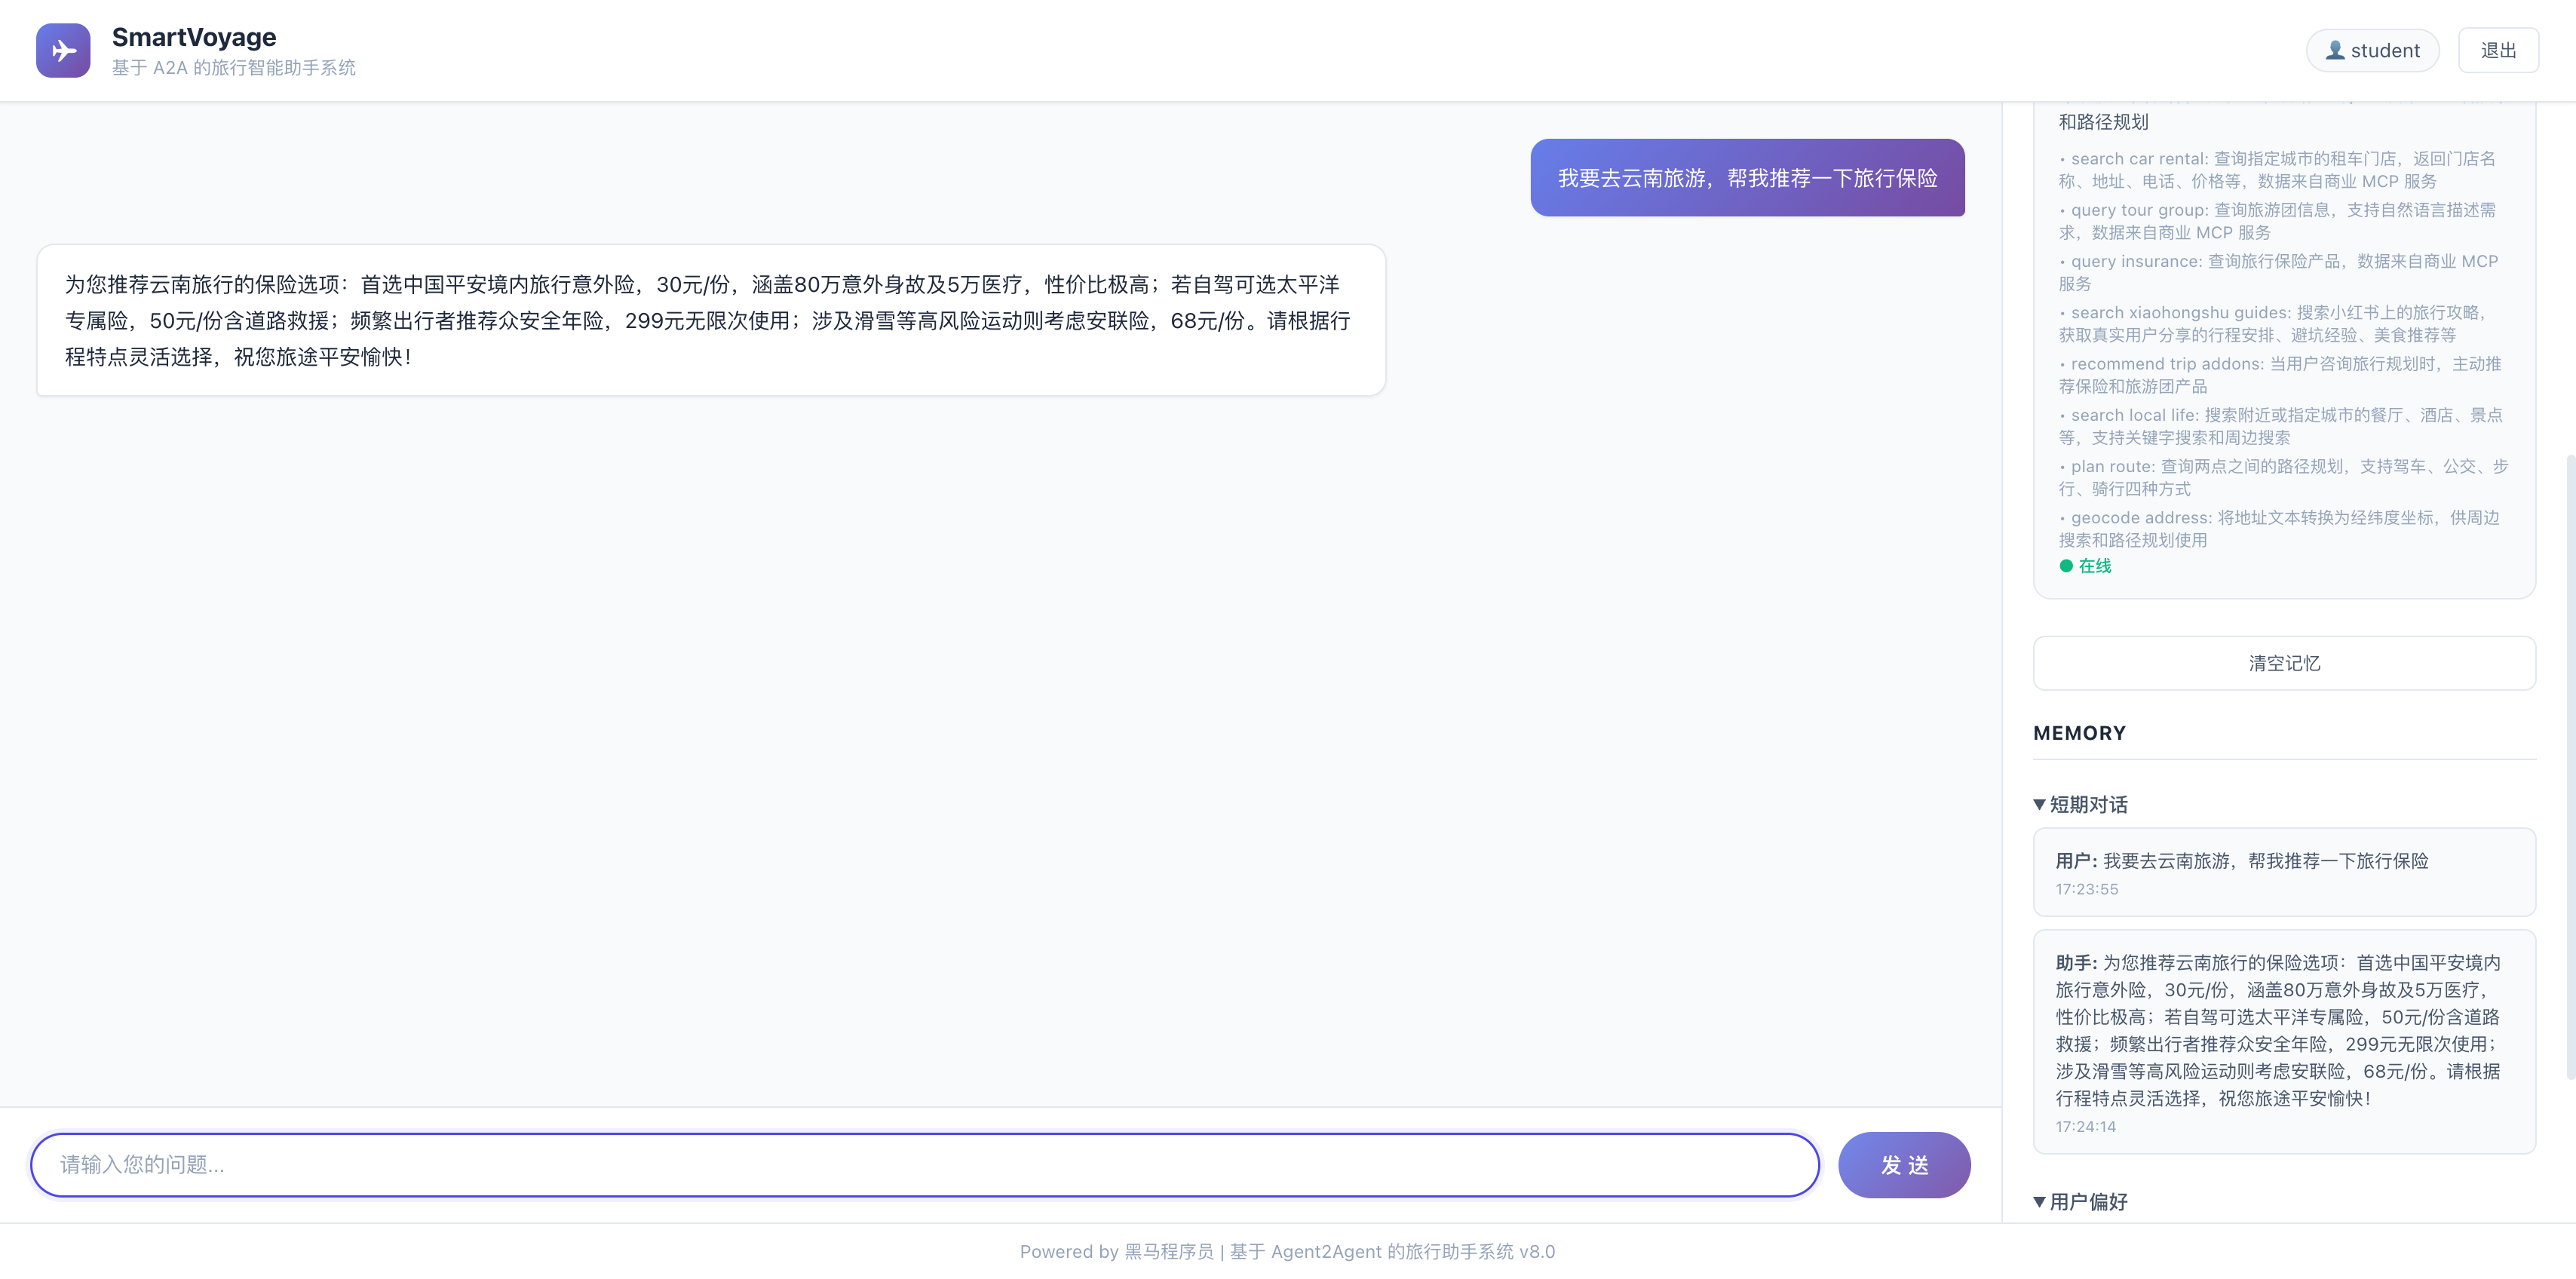 SmartVoyage
基于 A2A 的旅行智能助手系统
student
退出
我要去云南旅游，帮我推荐一下旅行保险
为您推荐云南旅行的保险选项：首选中国平安境内旅行意外险，30元/份，涵盖80万意外身故及5万医疗，性价比极高；若自驾可选太平洋
专属险，50元/份含道路救援；频繁出行者推荐众安全年险，299元无限次使用；涉及滑雪等高风险运动则考虑安联险，68元/份。请根据行
程特点灵活选择，祝您旅途平安愉快！
请输入您的问题...
发 送
和路径规划
• search car rental: 查询指定城市的租车门店，返回门店名
称、地址、电话、价格等，数据来自商业 MCP 服务
• query tour group: 查询旅游团信息，支持自然语言描述需
求，数据来自商业 MCP 服务
• query insurance: 查询旅行保险产品，数据来自商业 MCP
服务
• search xiaohongshu guides: 搜索小红书上的旅行攻略，
获取真实用户分享的行程安排、避坑经验、美食推荐等
• recommend trip addons: 当用户咨询旅行规划时，主动推
荐保险和旅游团产品
• search local life: 搜索附近或指定城市的餐厅、酒店、景点
等，支持关键字搜索和周边搜索
• plan route: 查询两点之间的路径规划，支持驾车、公交、步
行、骑行四种方式
• geocode address: 将地址文本转换为经纬度坐标，供周边
搜索和路径规划使用
在线
清空记忆
MEMORY
▼短期对话
用户: 我要去云南旅游，帮我推荐一下旅行保险
17:23:55
助手: 为您推荐云南旅行的保险选项：首选中国平安境内
旅行意外险，30元/份，涵盖80万意外身故及5万医疗，
性价比极高；若自驾可选太平洋专属险，50元/份含道路
救援；频繁出行者推荐众安全年险，299元无限次使用；
涉及滑雪等高风险运动则考虑安联险，68元/份。请根据
行程特点灵活选择，祝您旅途平安愉快！
17:24:14
▼用户偏好
Powered by 黑马程序员 | 基于 Agent2Agent 的旅行助手系统 v8.0